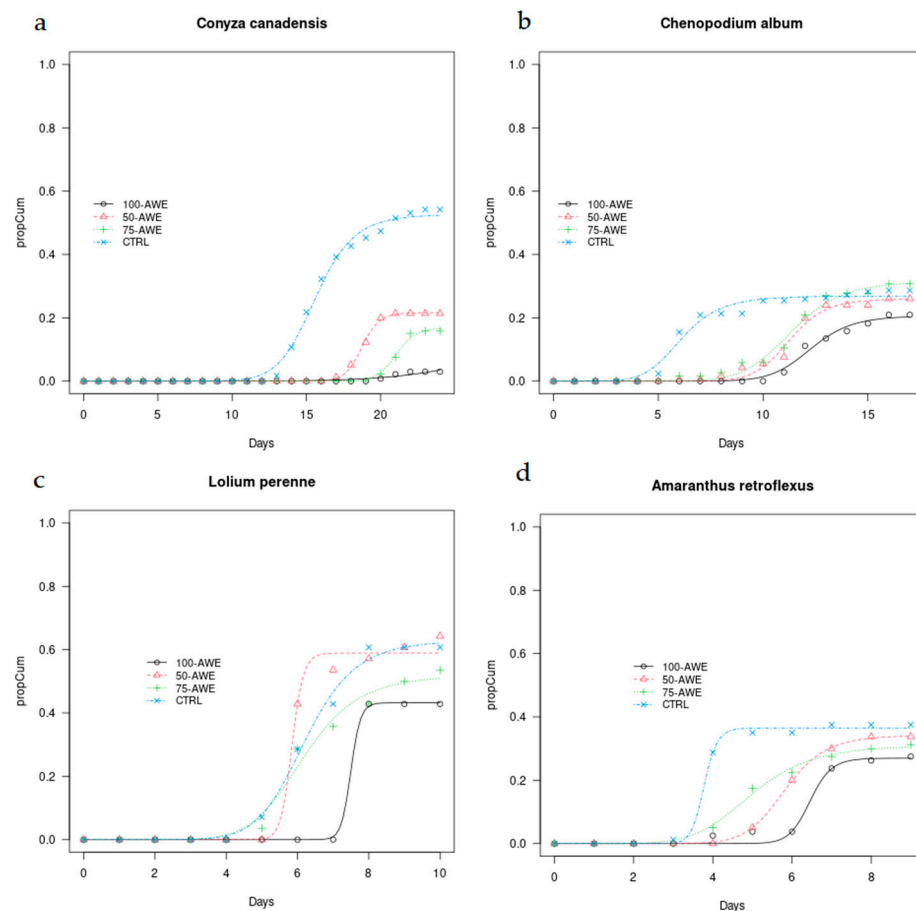 a
Conyza canadensis
1.0
0.8
0.6
0.4
0.2
0.0
propCum
100-AWE
50-AWE
75-AWE
CTRL
0 5 10 15 20
Days
b
Chenopodium album
1.0
0.8
0.6
0.4
0.2
0.0
propCum
100-AWE
50-AWE
75-AWE
CTRL
0 5 10 15
Days
c
Lolium perenne
1.0
0.8
0.6
0.4
0.2
0.0
propCum
100-AWE
50-AWE
75-AWE
CTRL
0 2 4 6 8 10
Days
d
Amaranthus retroflexus
1.0
0.8
0.6
0.4
0.2
0.0
propCum
100-AWE
50-AWE
75-AWE
CTRL
0 2 4 6 8
Days